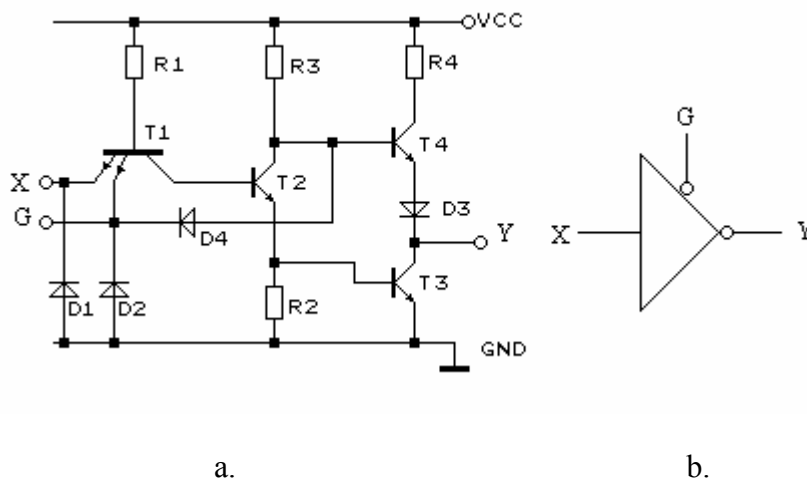 VCC
R1 R3 R4
G
T1 T4
X T2
G D3 Y X Y
D4
D1 D2 R2 T3
GND
a. b.